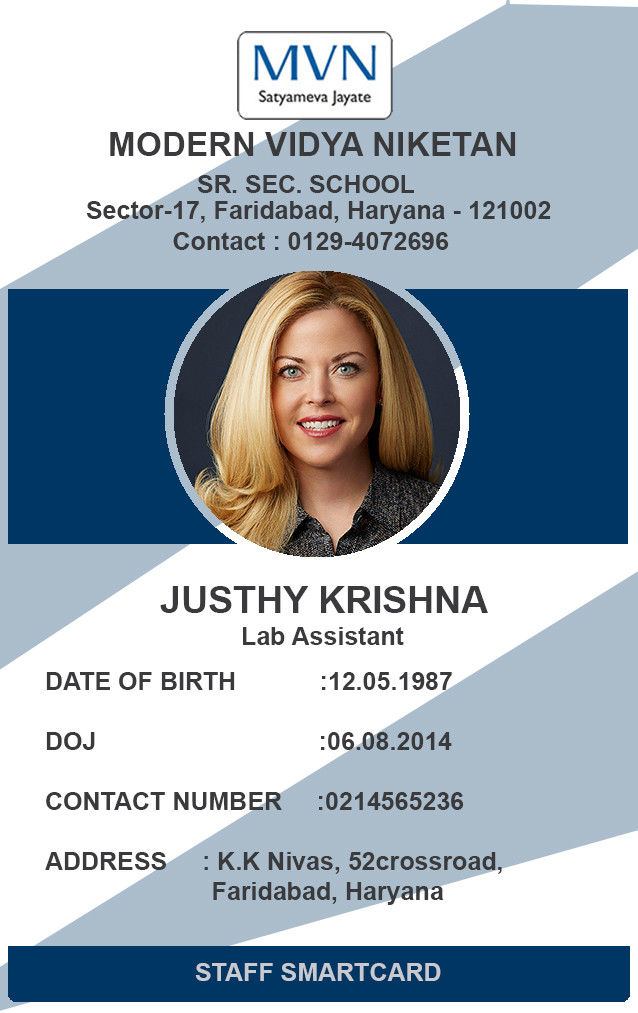 MVN
Satyameva Jayate
MODERN VIDYA NIKETAN
SR. SEC. SCHOOL
Sector-17, Faridabad, Haryana - 121002
Contact : 0129-4072696
JUSTHY KRISHNA
Lab Assistant
DATE OF BIRTH :12.05.1987
DOJ :06.08.2014
CONTACT NUMBER :0214565236
ADDRESS : K.K Nivas, 52crossroad,
Faridabad, Haryana
STAFF SMARTCARD